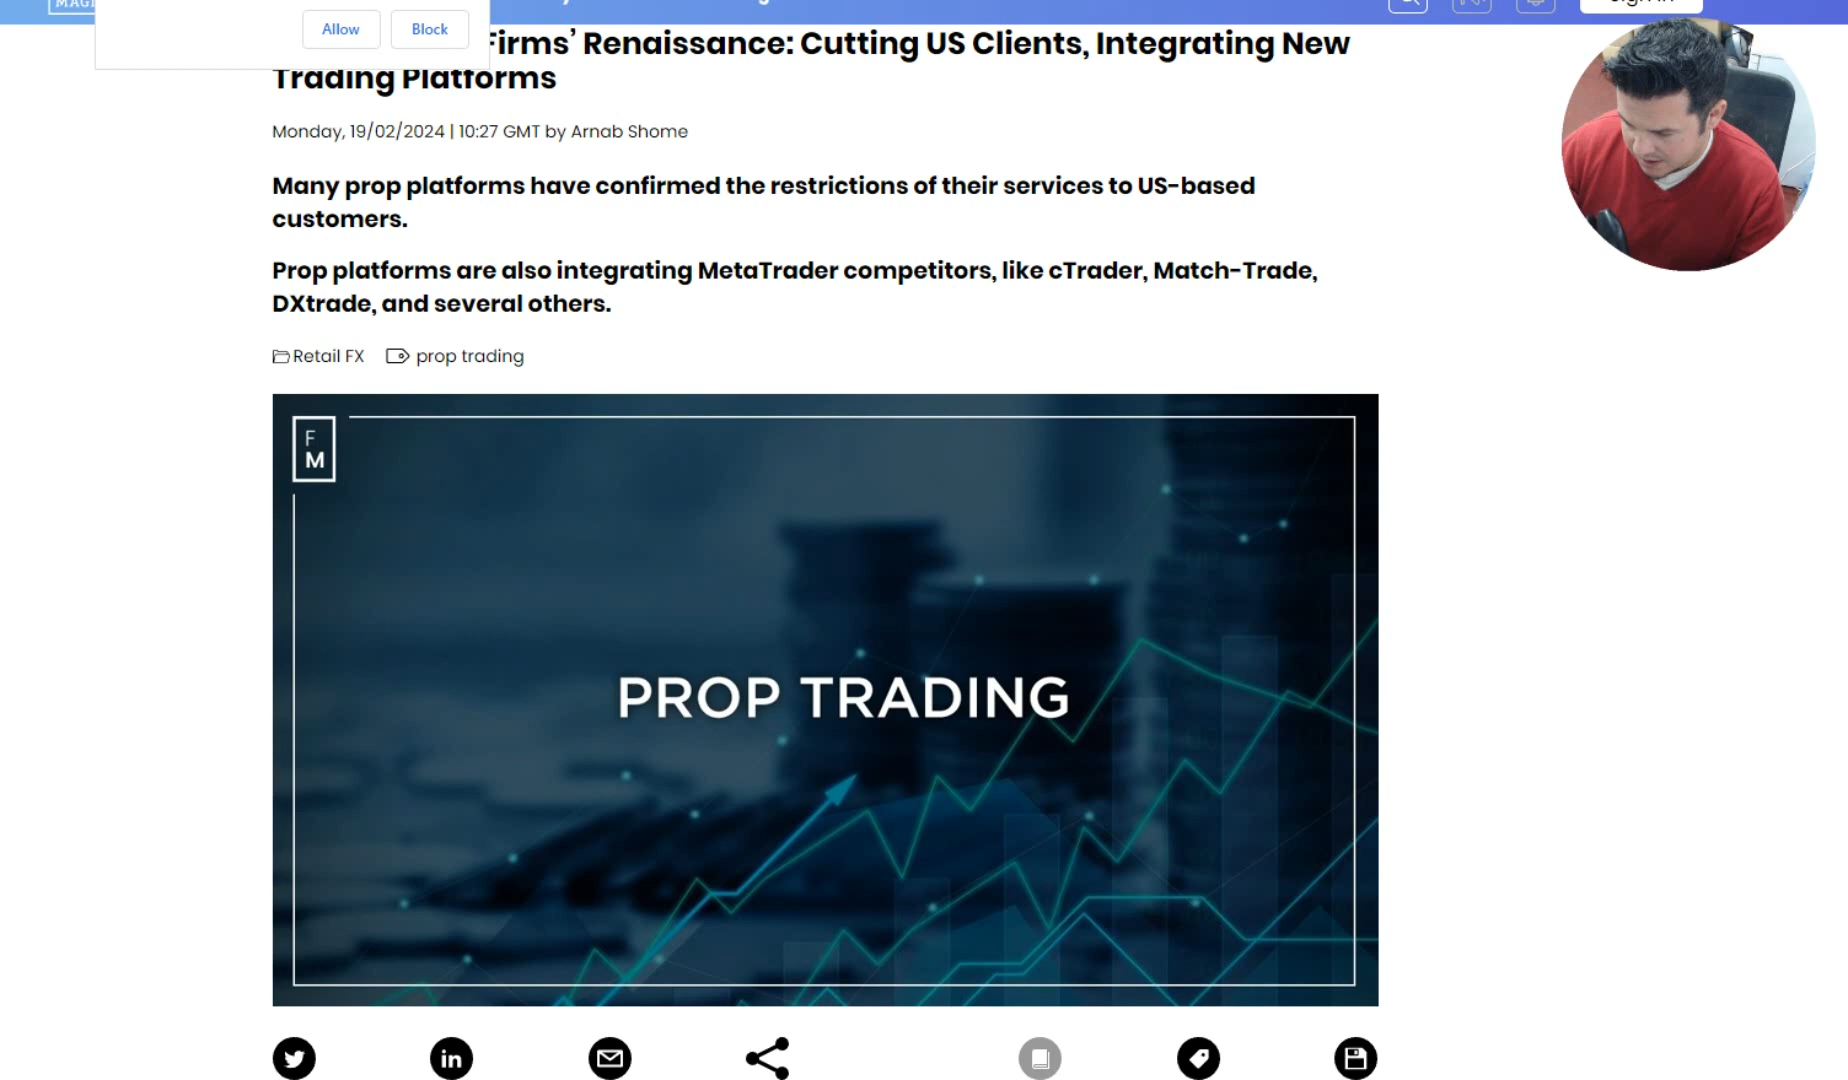 Allow
Block
Firms’ Renaissance: Cutting US Clients, Integrating New
Trading Platforms
Monday, 19/02/2024 | 10:27 GMT by Arnab Shome
Many prop platforms have confirmed the restrictions of their services to US-based
customers.
Prop platforms are also integrating MetaTrader competitors, like cTrader, Match-Trade,
DXtrade, and several others.
Retail FX
prop trading
F
M
PROP TRADING
in